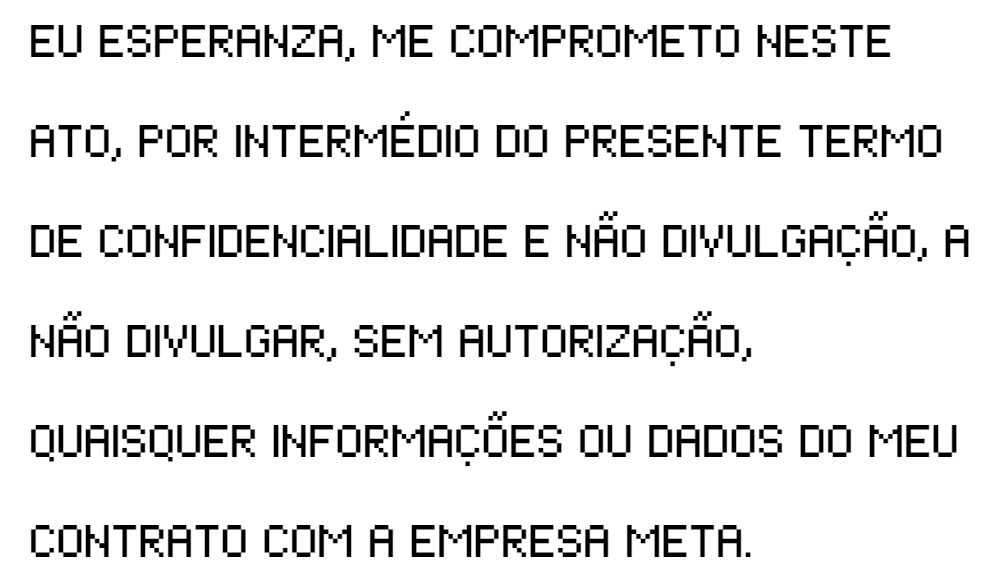 EU ESPERANZA, ME COMPROMETO NESTE
ATO, POR INTERMÉDIO DO PRESENTE TERMO
DE CONFIDENCIALIDADE E NÃO DIVULGAÇÃO, A
NÃO DIVULGAR, SEM AUTORIZAÇÃO,
QUAISQUER INFORMAÇÕES OU DADOS DO MEU
CONTRATO COM A EMPRESA META.